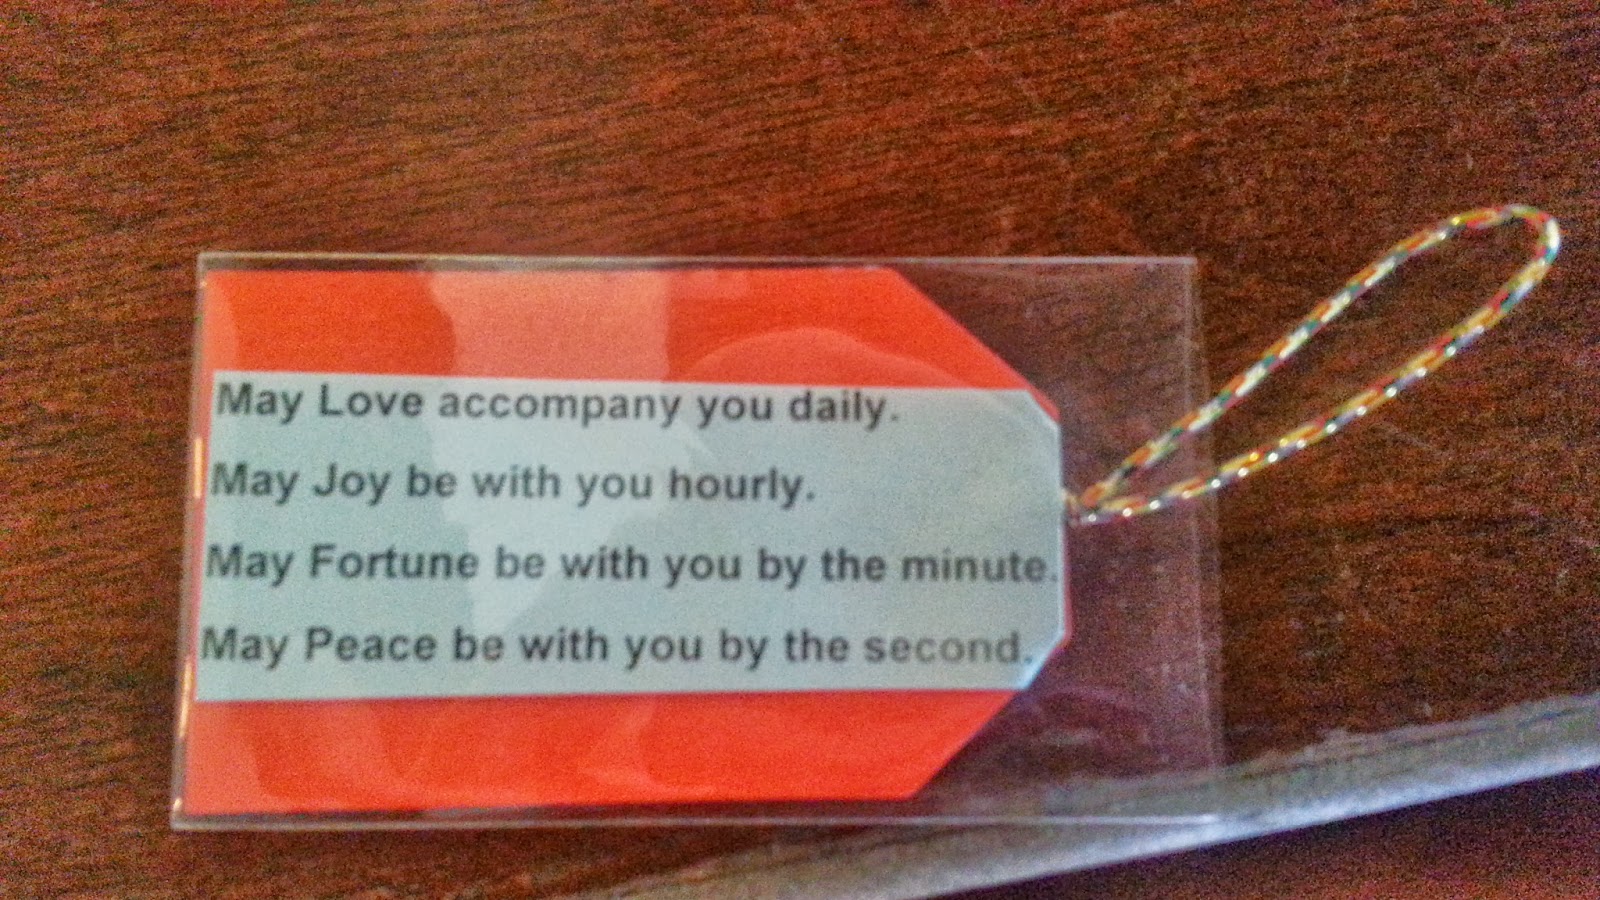 May Love accompany you daily.
May Joy be with you hourly.
May Fortune be with you by the minute.
May Peace be with you by the second.